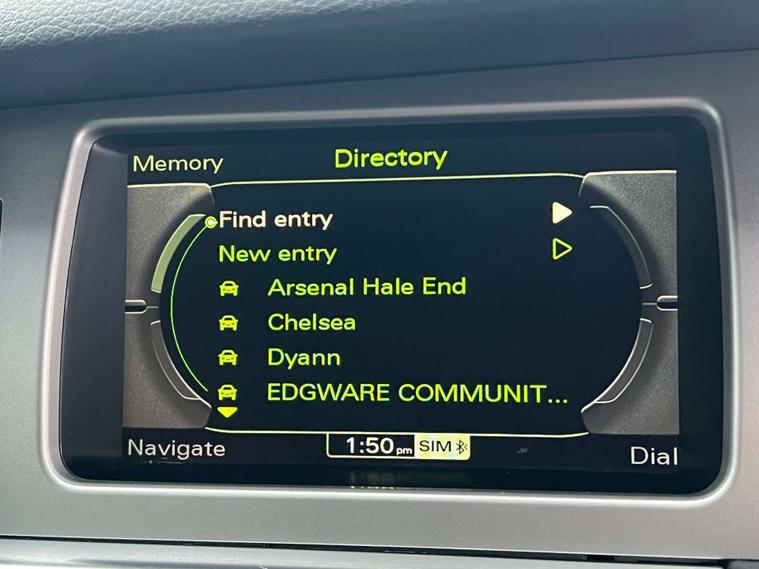 Memory
Directory
Find entry
New entry
Arsenal Hale End
Chelsea
Dyann
EDGWARE COMMUNIT...
Navigate
1:50pm SIM
Dial